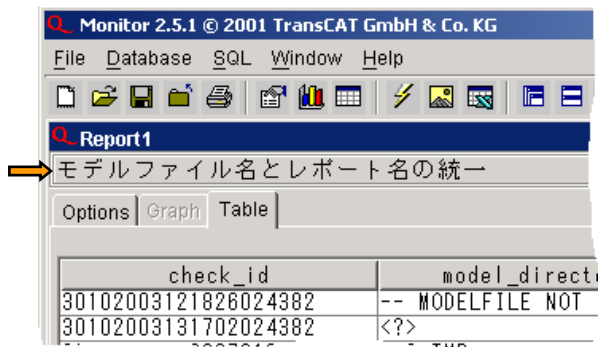 Monitor 2.5.1 © 2001 TransCAT GmbH & Co. KG
File Database SQL Window Help
Report1
モデルファイル名とレポート名の統一
Options Graph Table
check_id model_direct
30102003121826024382 -- MODELFILE NOT
30102003131702024382 <?>